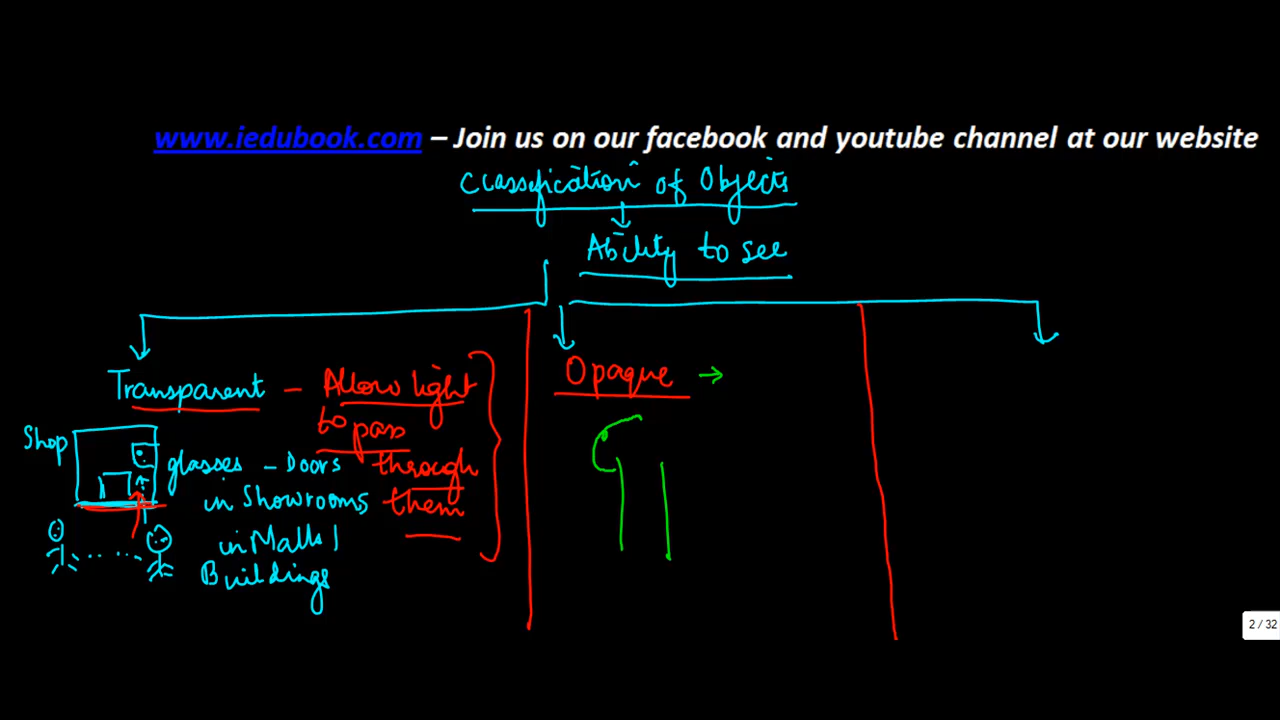 www.iedubook.com – Join us on our facebook and youtube channel at our website
Classification of Objects
Ability to see
Transparent – Allow light
to pass
through
them
Shop
glasses – Doors
in Showrooms
in Malls /
Buildings
Opaque →
2 / 32